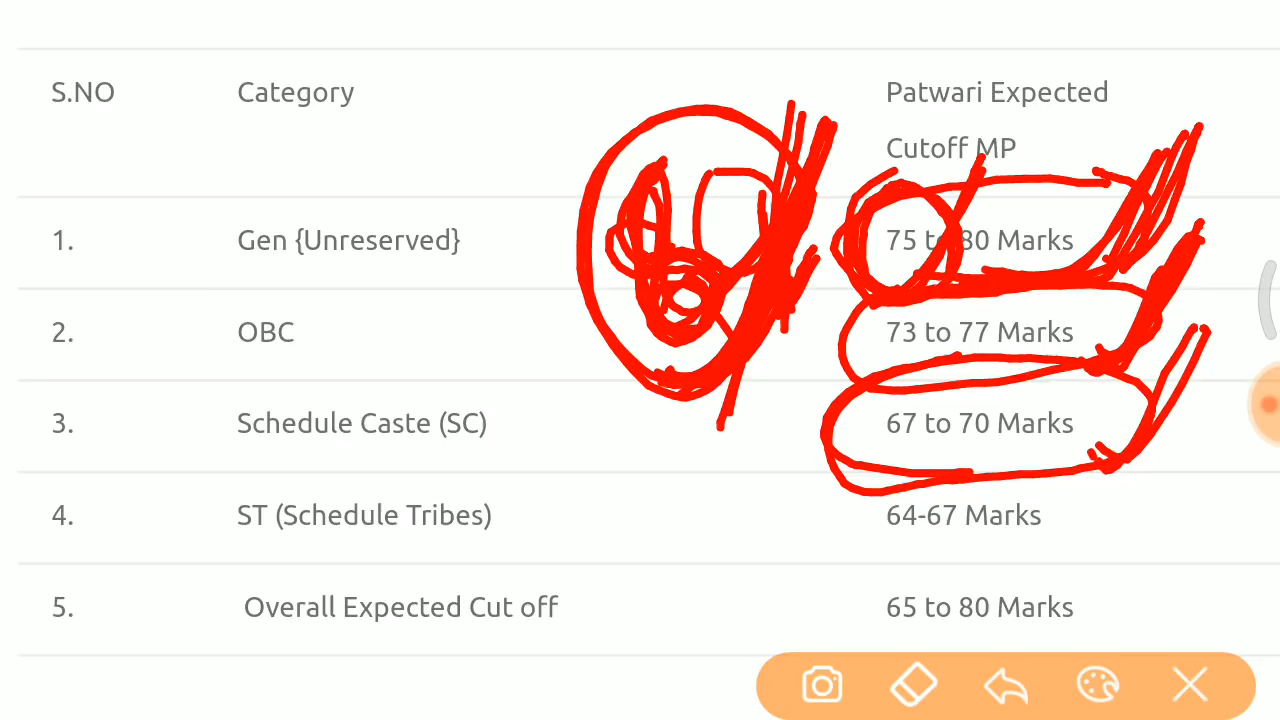 S.NO Category Patwari Expected
Cutoff MP
1. Gen {Unreserved} 75 to 80 Marks
2. OBC 73 to 77 Marks
3. Schedule Caste (SC) 67 to 70 Marks
4. ST (Schedule Tribes) 64-67 Marks
5. Overall Expected Cut off 65 to 80 Marks